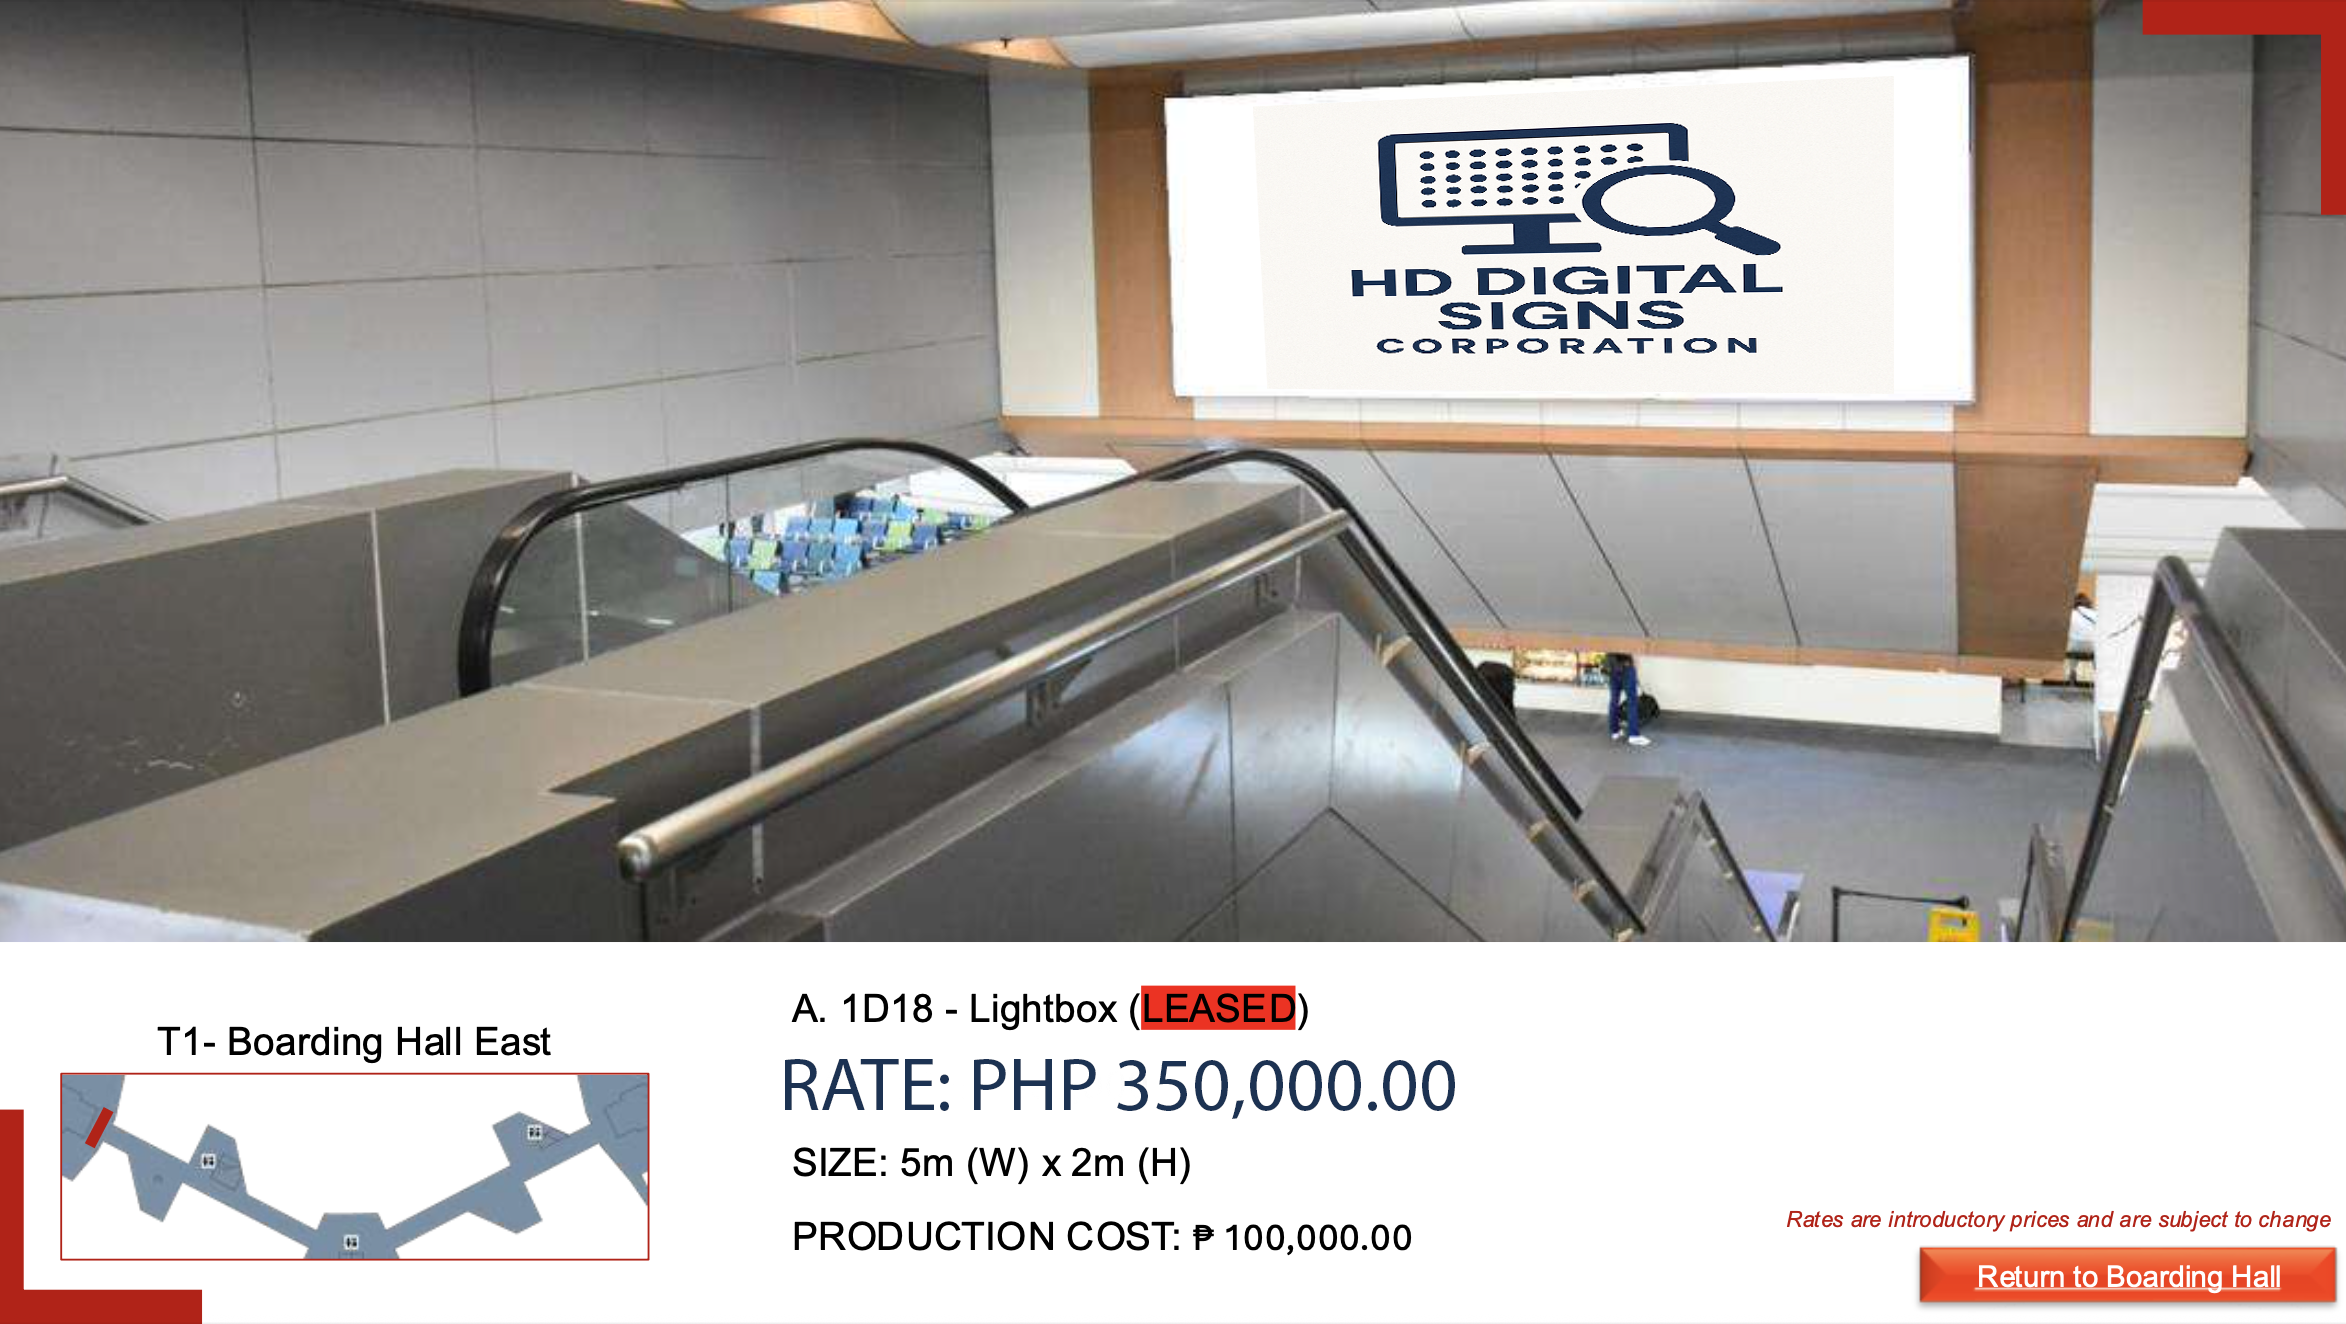 HD DIGITAL
SIGNS
CORPORATION
T1- Boarding Hall East
A. 1D18 - Lightbox (LEASED)
RATE: PHP 350,000.00
SIZE: 5m (W) x 2m (H)
PRODUCTION COST: ₱ 100,000.00
Rates are introductory prices and are subject to change
Return to Boarding Hall